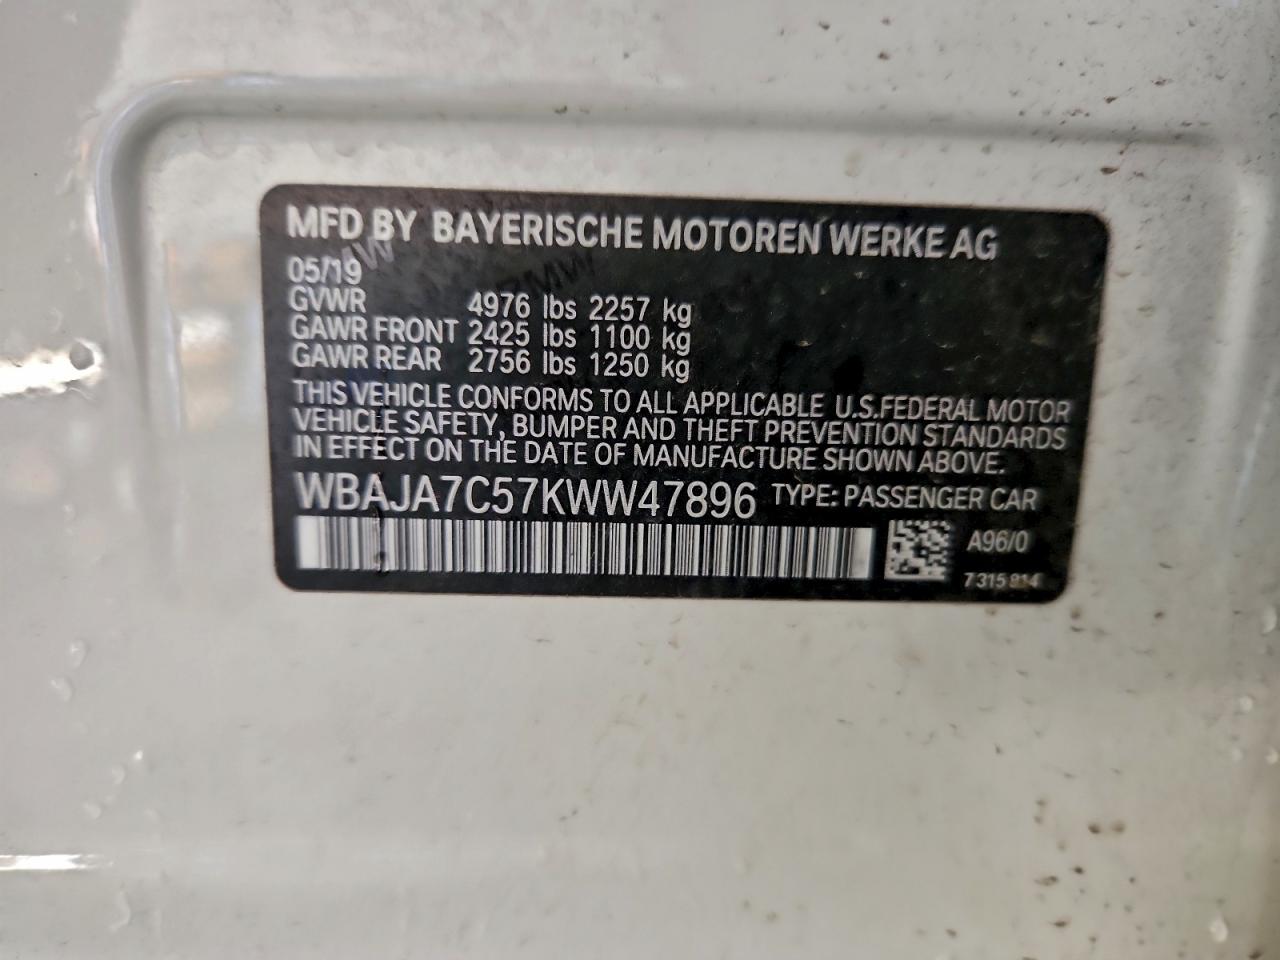 MFD BY BAYERISCHE MOTOREN WERKE AG
05/19
GVWR 4976 lbs 2257 kg
GAWR FRONT 2425 lbs 1100 kg
GAWR REAR 2756 lbs 1250 kg
THIS VEHICLE CONFORMS TO ALL APPLICABLE U.S.FEDERAL MOTOR
VEHICLE SAFETY, BUMPER AND THEFT PREVENTION STANDARDS
IN EFFECT ON THE DATE OF MANUFACTURE SHOWN ABOVE.
WBAJA7C57KWW47896 TYPE: PASSENGER CAR
A96/0
7 315 814